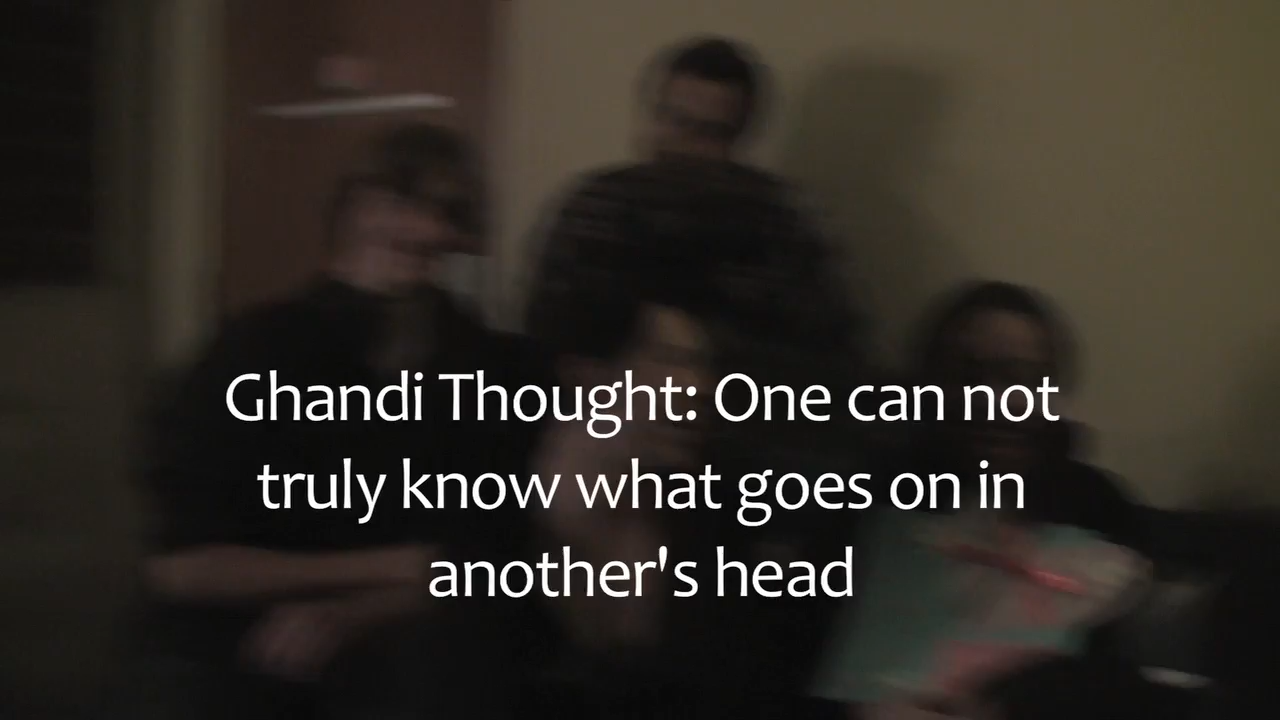 Ghandi Thought: One can not
truly know what goes on in
another's head